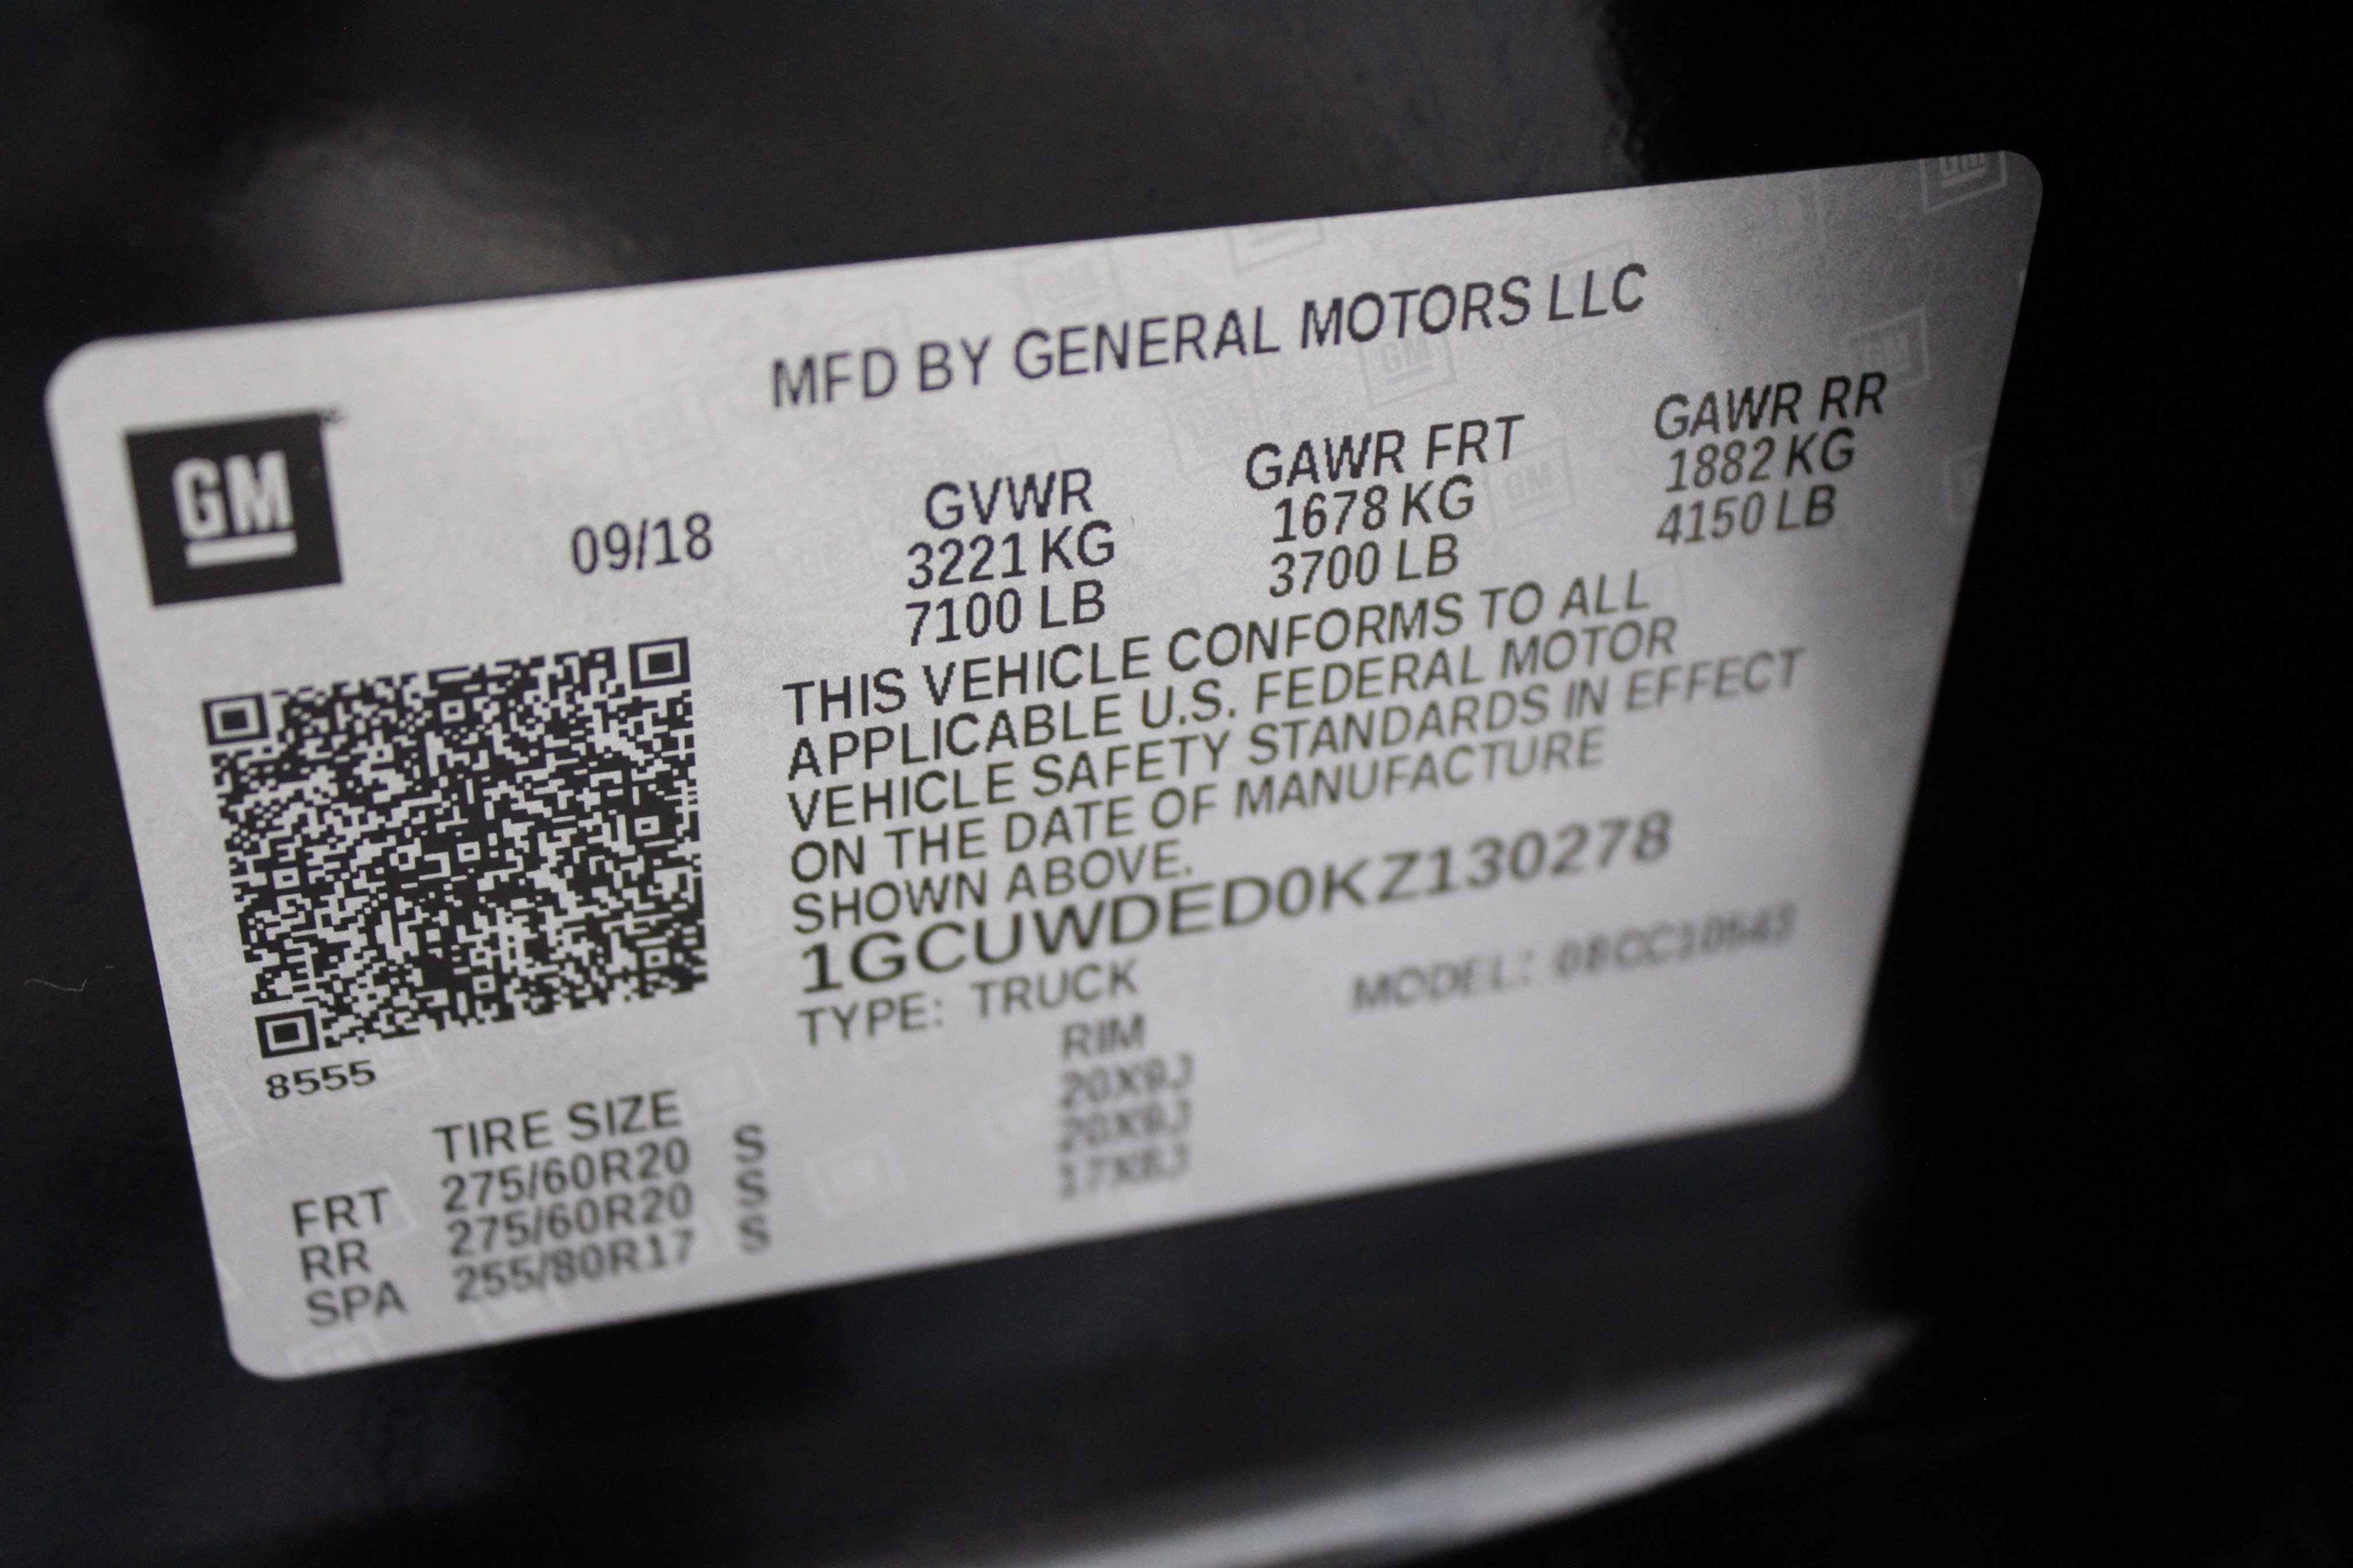 MFD BY GENERAL MOTORS LLC
GM
09/18
GVWR GAWR FRT GAWR RR
3221 KG 1678 KG 1882 KG
7100 LB 3700 LB 4150 LB
THIS VEHICLE CONFORMS TO ALL
APPLICABLE U.S. FEDERAL MOTOR
VEHICLE SAFETY STANDARDS IN EFFECT
ON THE DATE OF MANUFACTURE
SHOWN ABOVE.
1GCUWDED0KZ130278
TYPE: TRUCK MODEL:
8555
TIRE SIZE RIM
FRT 275/60R20 S 20X9J
RR 275/60R20 S 20X9J
SPA 255/80R17 S 17X8J